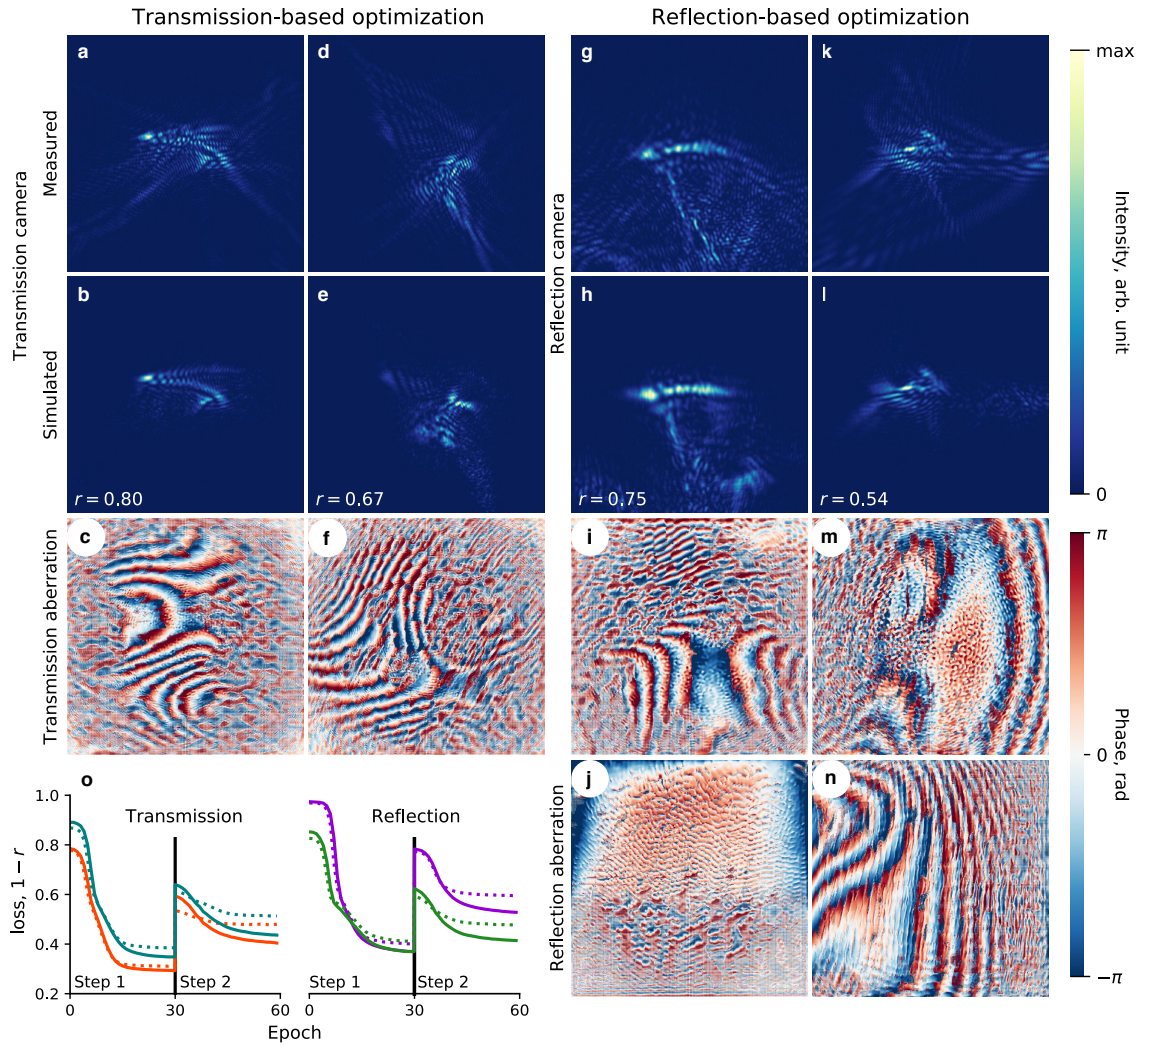 Transmission-based optimization
Reflection-based optimization
a
d
g
k
max
Transmission camera
Measured
Reflection camera
Intensity, arb. unit
b
e
h
l
Simulated
r = 0.80
r = 0.67
r = 0.75
r = 0.54
0
c
f
i
m
π
Transmission aberration
Phase, rad
0
j
n
Reflection aberration
−π
o
loss, 1 − r
1.0
0.8
0.6
0.4
0.2
Transmission
Reflection
Step 1
Step 2
Step 1
Step 2
0
30
60
0
30
60
Epoch